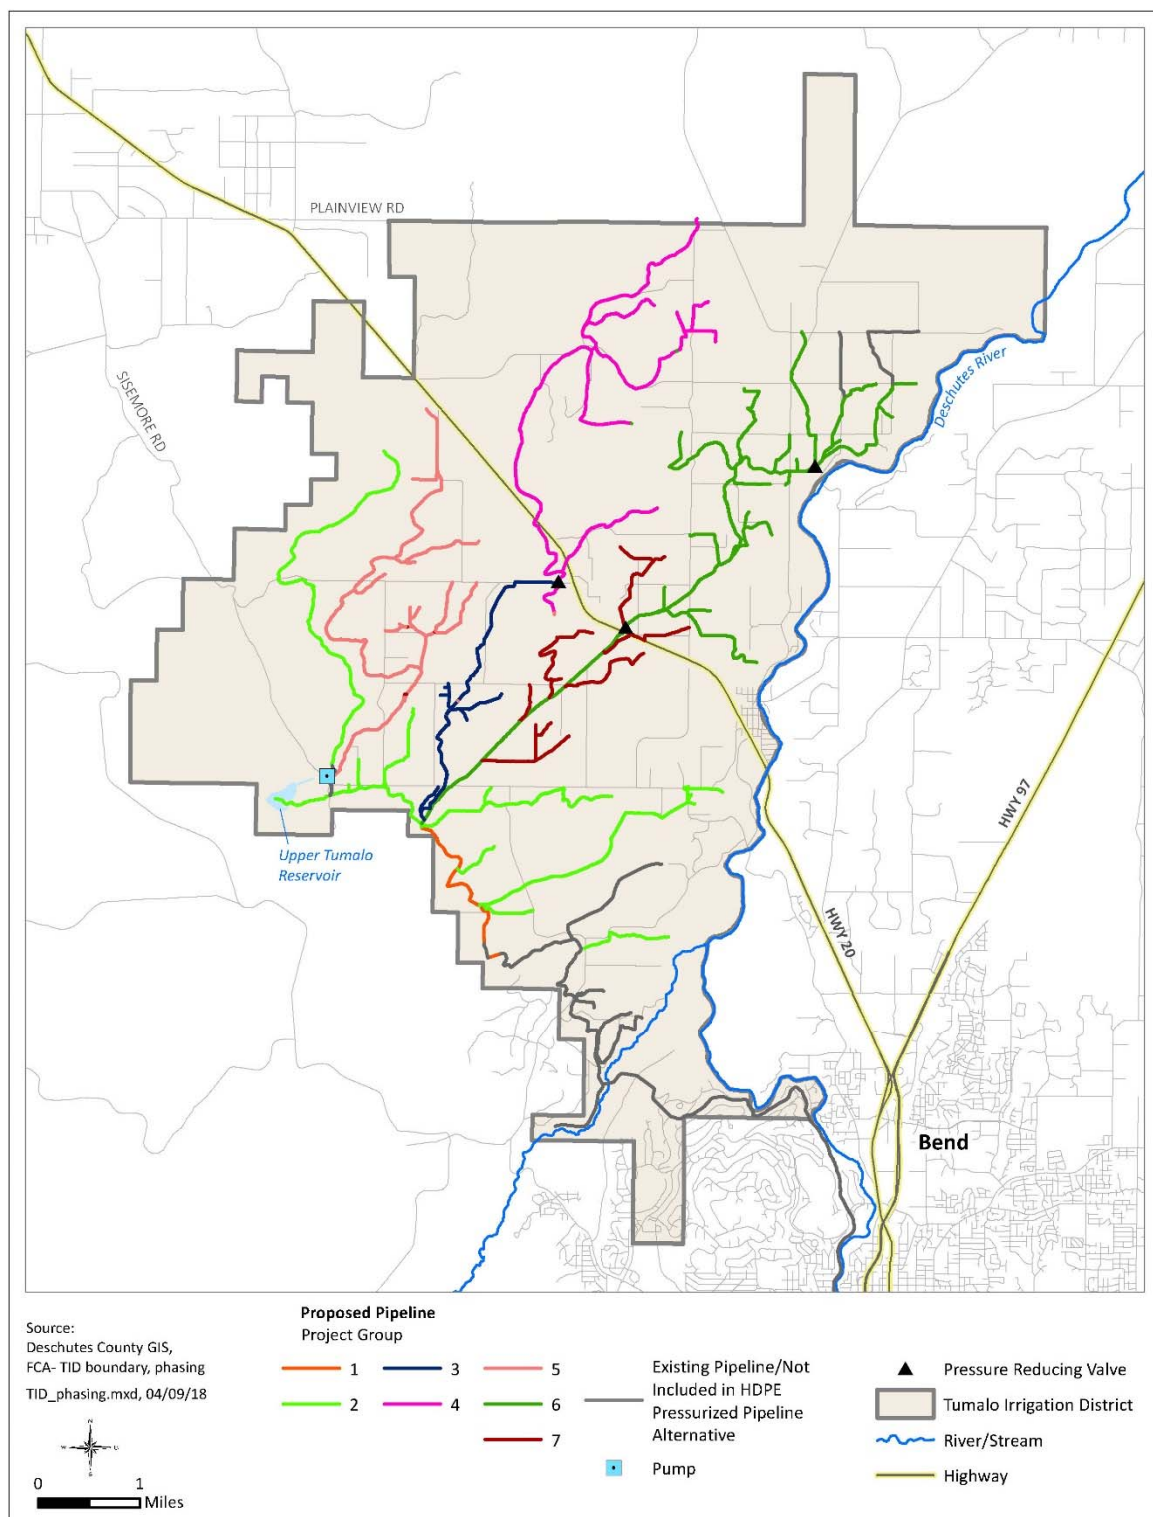 PLAINVIEW RD
SISEMORE RD
Deschutes River
HWY 97
Upper Tumalo
Reservoir
HWY 20
Bend
Source:
Deschutes County GIS,
FCA- TID boundary, phasing
TID_phasing.mxd, 04/09/18
N
W
S
0 1
Miles
Proposed Pipeline
Project Group
1
2
3
4
5
6
7
Existing Pipeline/Not
Included in HDPE
Pressurized Pipeline
Alternative
Pump
Pressure Reducing Valve
Tumalo Irrigation District
River/Stream
Highway